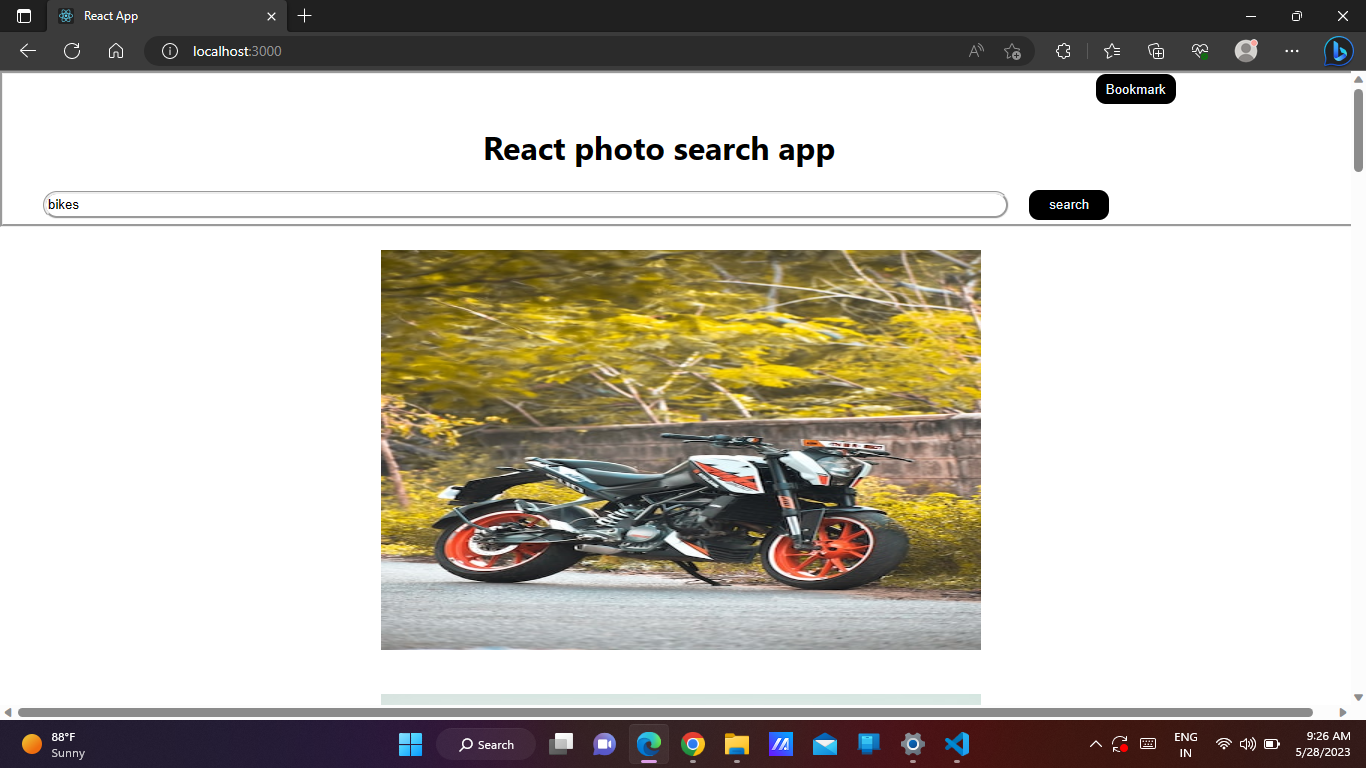 React App
localhost:3000
Bookmark
React photo search app
bikes
search
88°F
Sunny
Search
ENG
IN
9:26 AM
5/28/2023